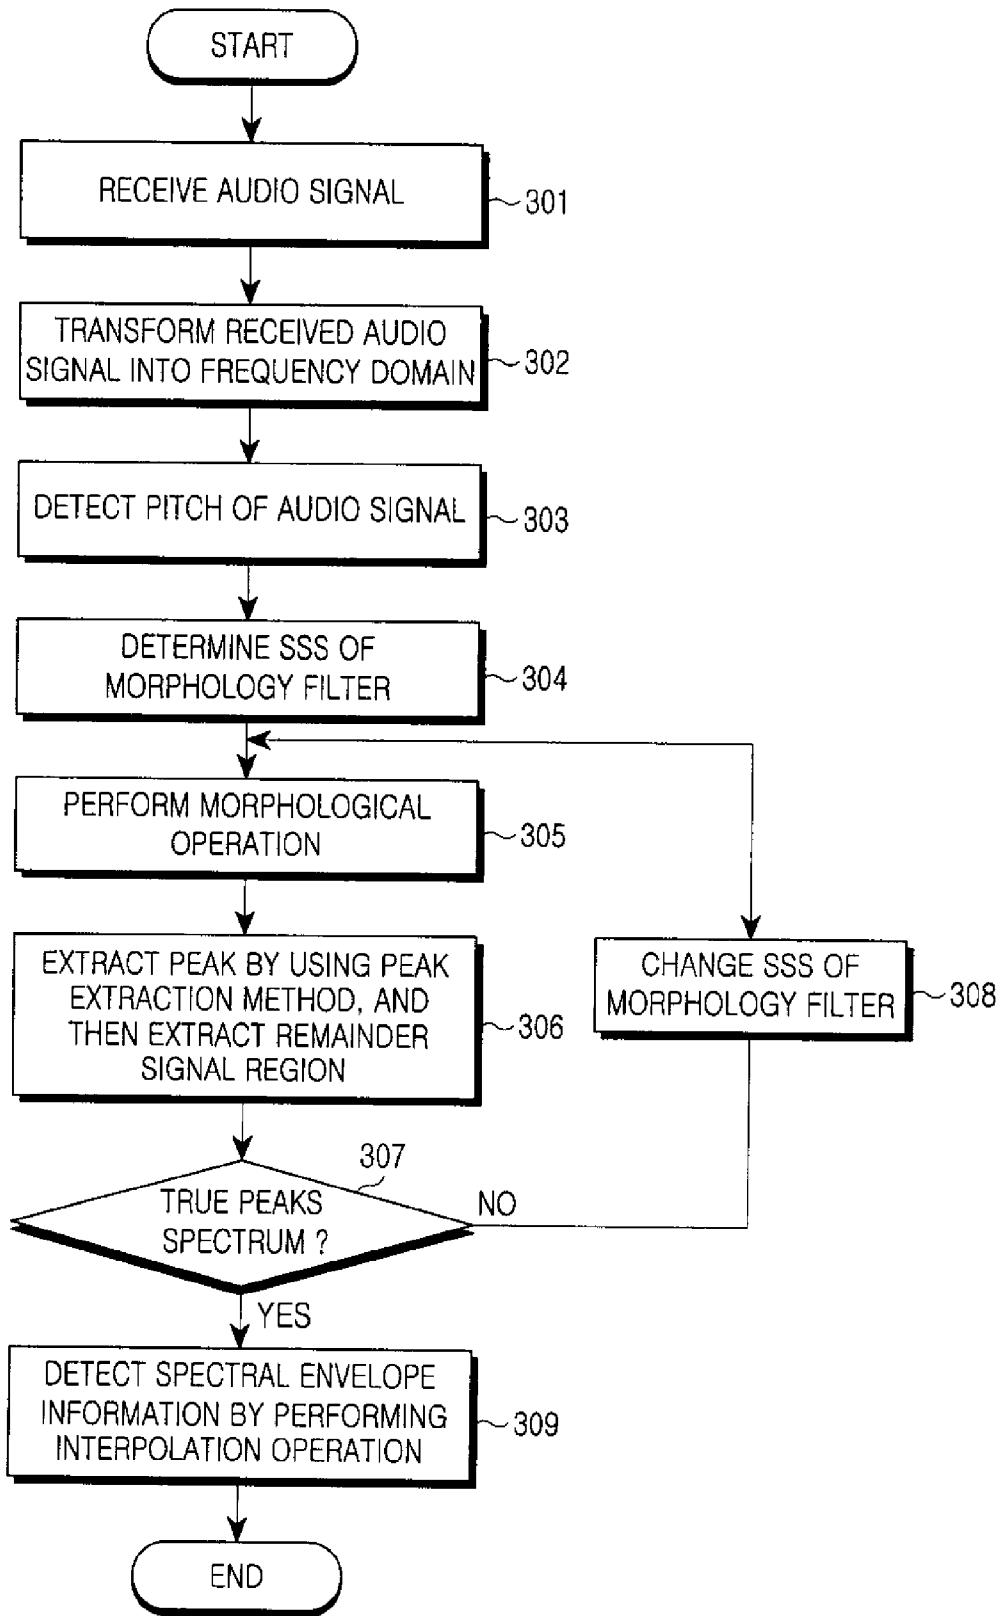 START
RECEIVE AUDIO SIGNAL
301
TRANSFORM RECEIVED AUDIO
SIGNAL INTO FREQUENCY DOMAIN
302
DETECT PITCH OF AUDIO SIGNAL
303
DETERMINE SSS OF
MORPHOLOGY FILTER
304
PERFORM MORPHOLOGICAL
OPERATION
305
EXTRACT PEAK BY USING PEAK
EXTRACTION METHOD, AND
THEN EXTRACT REMAINDER
SIGNAL REGION
306
CHANGE SSS OF
MORPHOLOGY FILTER
308
307
TRUE PEAKS
SPECTRUM ?
NO
YES
DETECT SPECTRAL ENVELOPE
INFORMATION BY PERFORMING
INTERPOLATION OPERATION
309
END